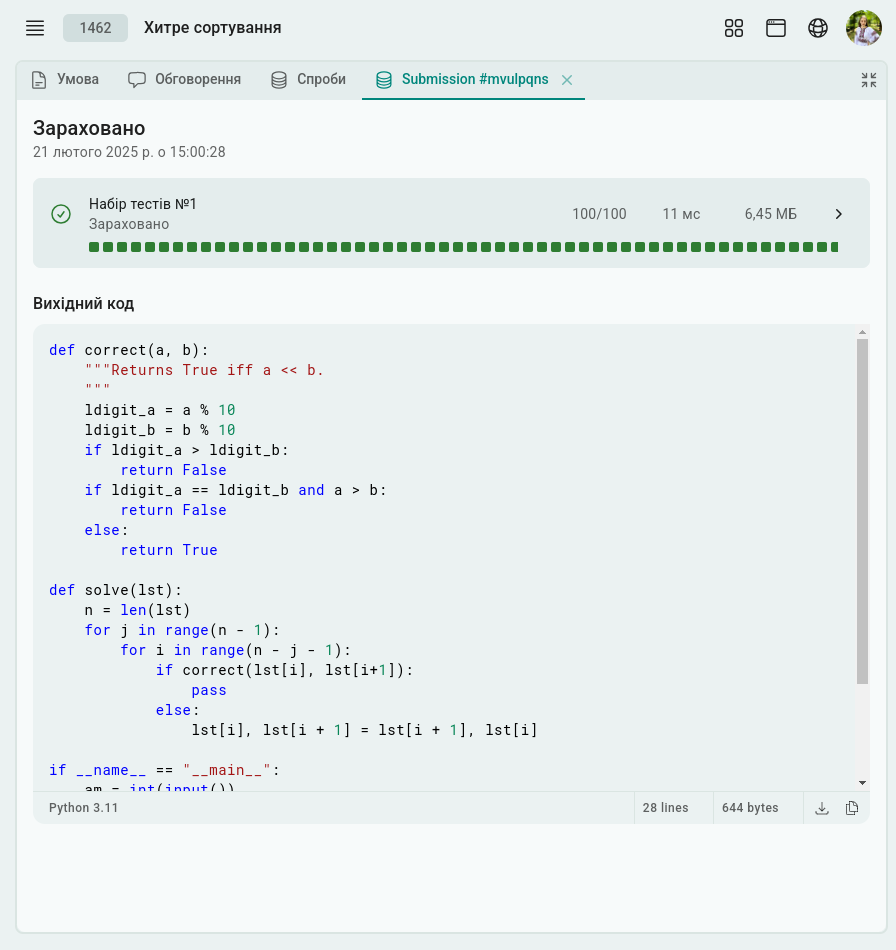 1462
Хитре сортування
Умова
Обговорення
Спроби
Submission #mvulpqns
Зараховано
21 лютого 2025 р. о 15:00:28
Набір тестів №1
Зараховано
100/100
11 мс
6,45 МБ
Вихідний код
def correct(a, b):
    """Returns True iff a << b.
    """
    ldigit_a = a % 10
    ldigit_b = b % 10
    if ldigit_a > ldigit_b:
        return False
    if ldigit_a == ldigit_b and a > b:
        return False
    else:
        return True
def solve(lst):
    n = len(lst)
    for j in range(n - 1):
        for i in range(n - j - 1):
            if correct(lst[i], lst[i+1]):
                pass
            else:
                lst[i], lst[i + 1] = lst[i + 1], lst[i]
if __name__ == "__main__":
    am = int(input())
Python 3.11
28 lines
644 bytes